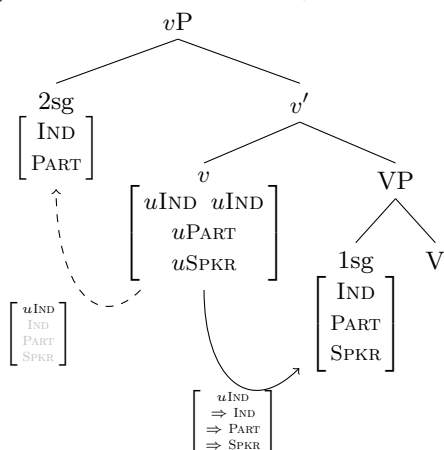 vP
2sg
v′
IND
PART
v
VP
uIND uIND
uPART
uSPKR
1sg
V
IND
PART
SPKR
uIND
IND
PART
SPKR
uIND
⇒ IND
⇒ PART
⇒ SPKR